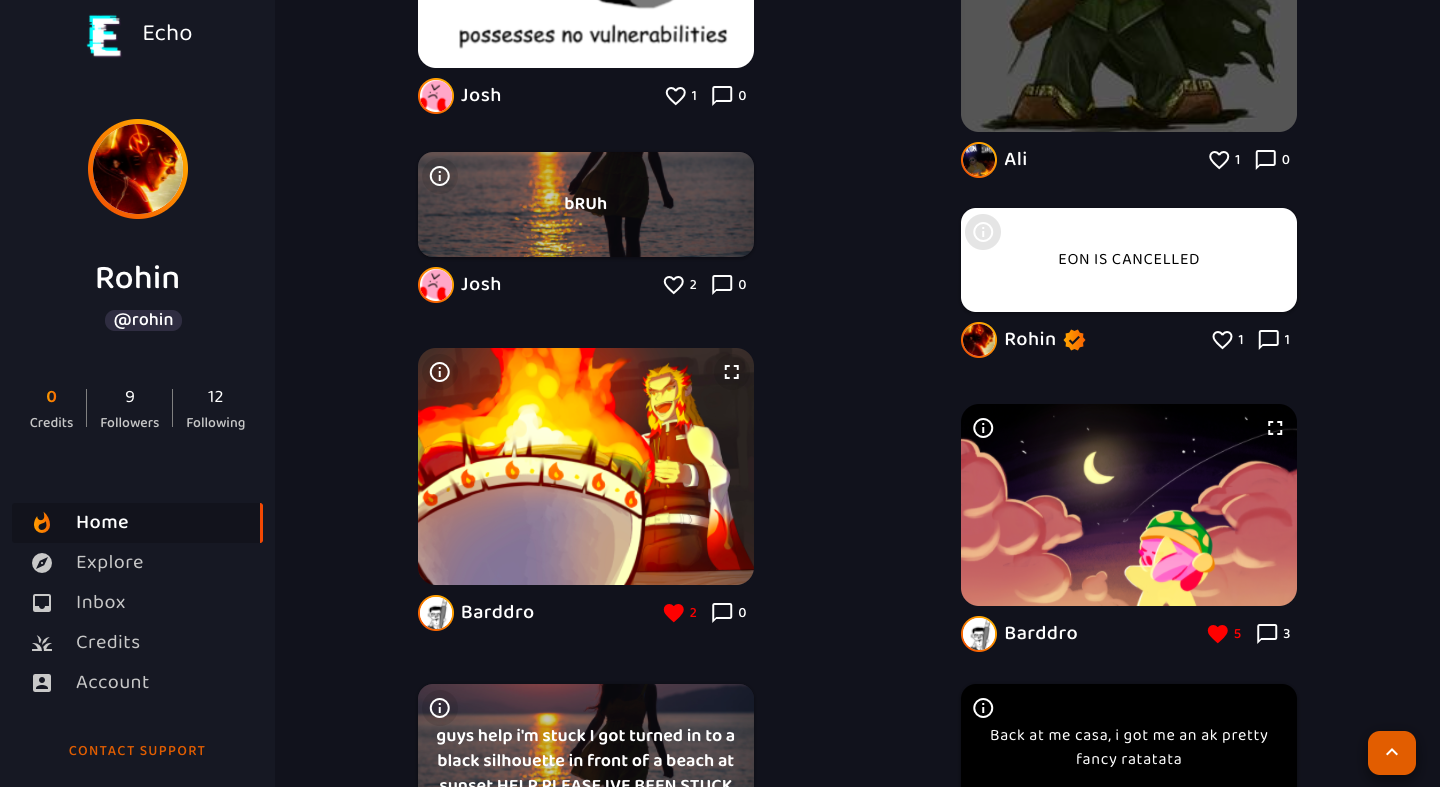 Echo
Rohin
@rohin
0
Credits
9
Followers
12
Following
Home
Explore
Inbox
Credits
Account
CONTACT SUPPORT
possesses no vulnerabilities
Josh
1
0
bRUh
Josh
2
0
Barddro
2
0
guys help i'm stuck I got turned in to a
black silhouette in front of a beach at
sunset HELP PLEASE IVE BEEN STUCK
Ali
1
0
EON IS CANCELLED
Rohin
1
1
Barddro
5
3
Back at me casa, i got me an ak pretty
fancy ratatata